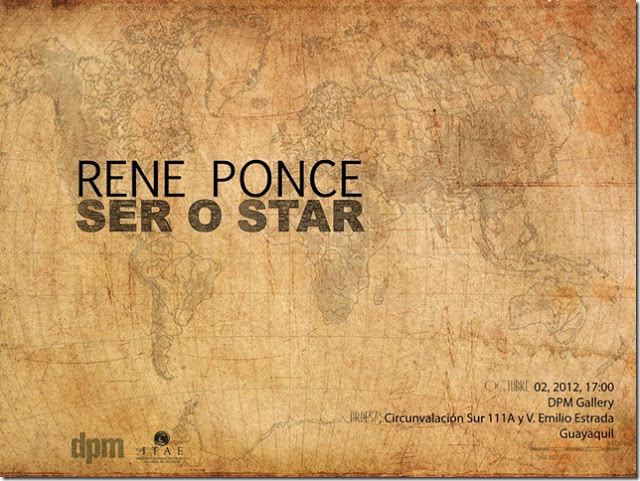 RENE PONCE
SER O STAR
OCTUBRE 02, 2012, 17:00
DPM Gallery
URDESA, Circunvalación Sur 111A y V. Emilio Estrada
Guayaquil
dpm
ITAE